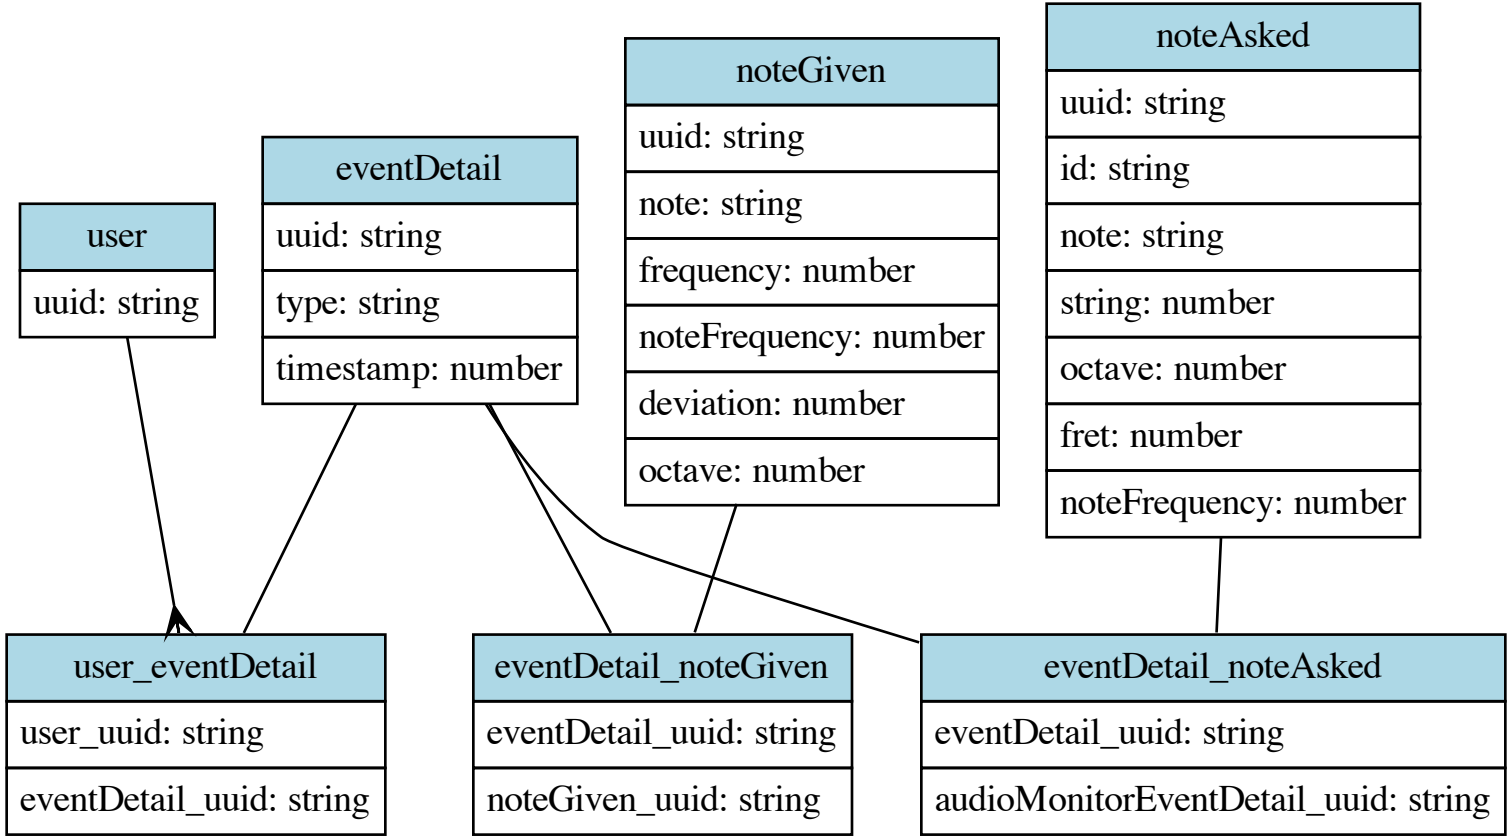 user
uuid: string
eventDetail
uuid: string
type: string
timestamp: number
noteGiven
uuid: string
note: string
frequency: number
noteFrequency: number
deviation: number
octave: number
noteAsked
uuid: string
id: string
note: string
string: number
octave: number
fret: number
noteFrequency: number
user_eventDetail
user_uuid: string
eventDetail_uuid: string
eventDetail_noteGiven
eventDetail_uuid: string
noteGiven_uuid: string
eventDetail_noteAsked
eventDetail_uuid: string
audioMonitorEventDetail_uuid: string